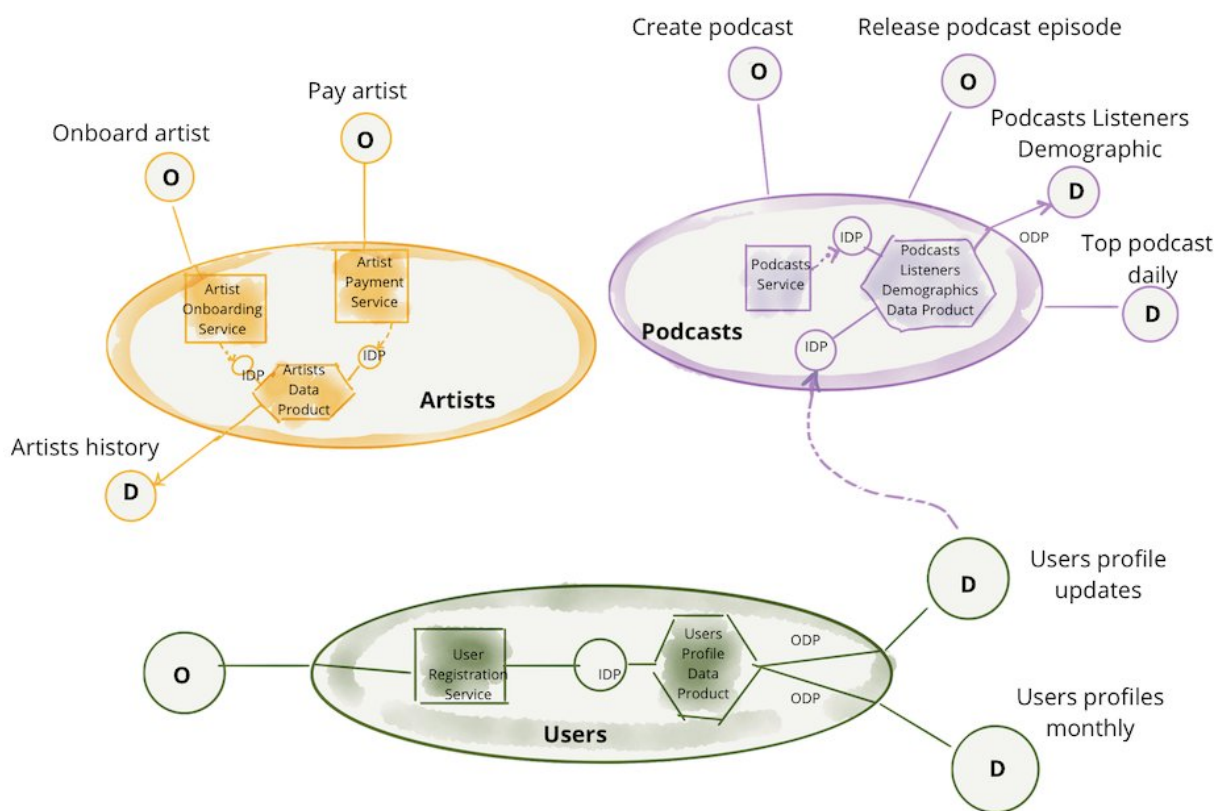 Create podcast
Release podcast episode
O
O
Pay artist
O
Onboard artist
O
Podcasts Listeners
Demographic
D
ODP
Top podcast
daily
D
Artist
Onboarding
Service
Artist
Payment
Service
IDP
IDP
Artists
Data
Product
Artists
Artists history
D
Podcasts
Service
IDP
Podcasts
Listeners
Demographics
Data Product
Podcasts
IDP
Users profile
updates
D
O
User
Registration
Service
IDP
Users
Profile
Data
Product
ODP
ODP
Users
Users profiles
monthly
D